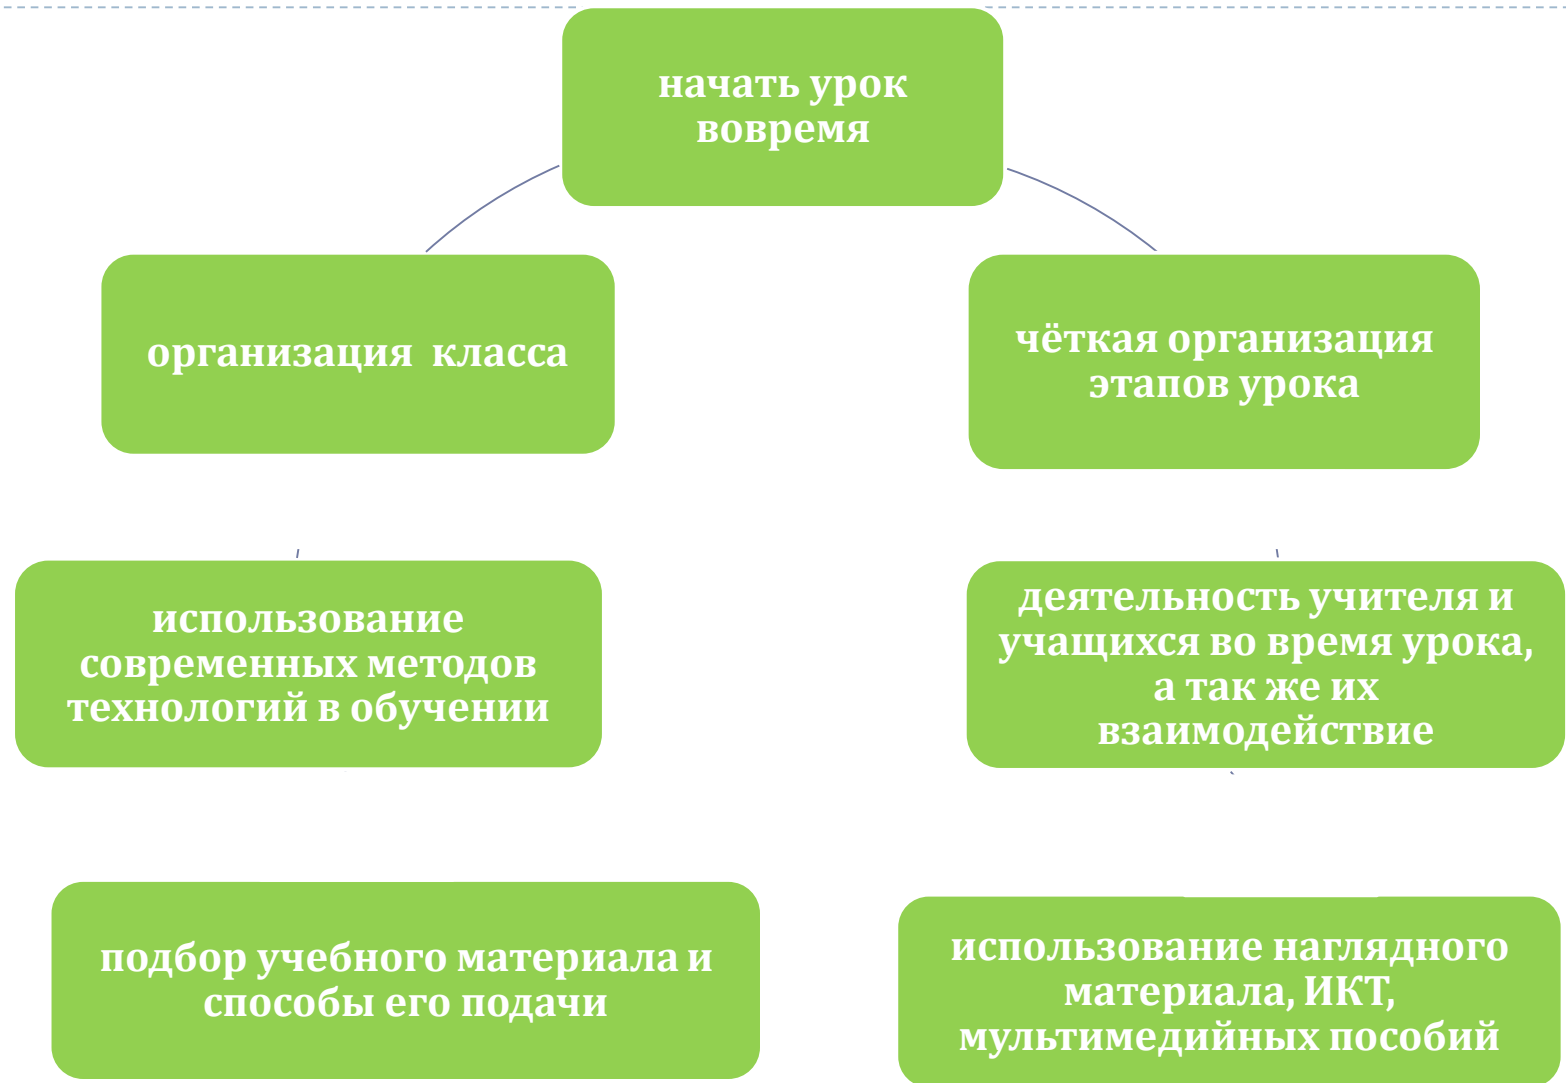 начать урок
вовремя
организация класса
чёткая организация
этапов урока
использование
современных методов
технологий в обучении
деятельность учителя и
учащихся во время урока,
а так же их
взаимодействие
подбор учебного материала и
способы его подачи
использование наглядного
материала, ИКТ,
мультимедийных пособий